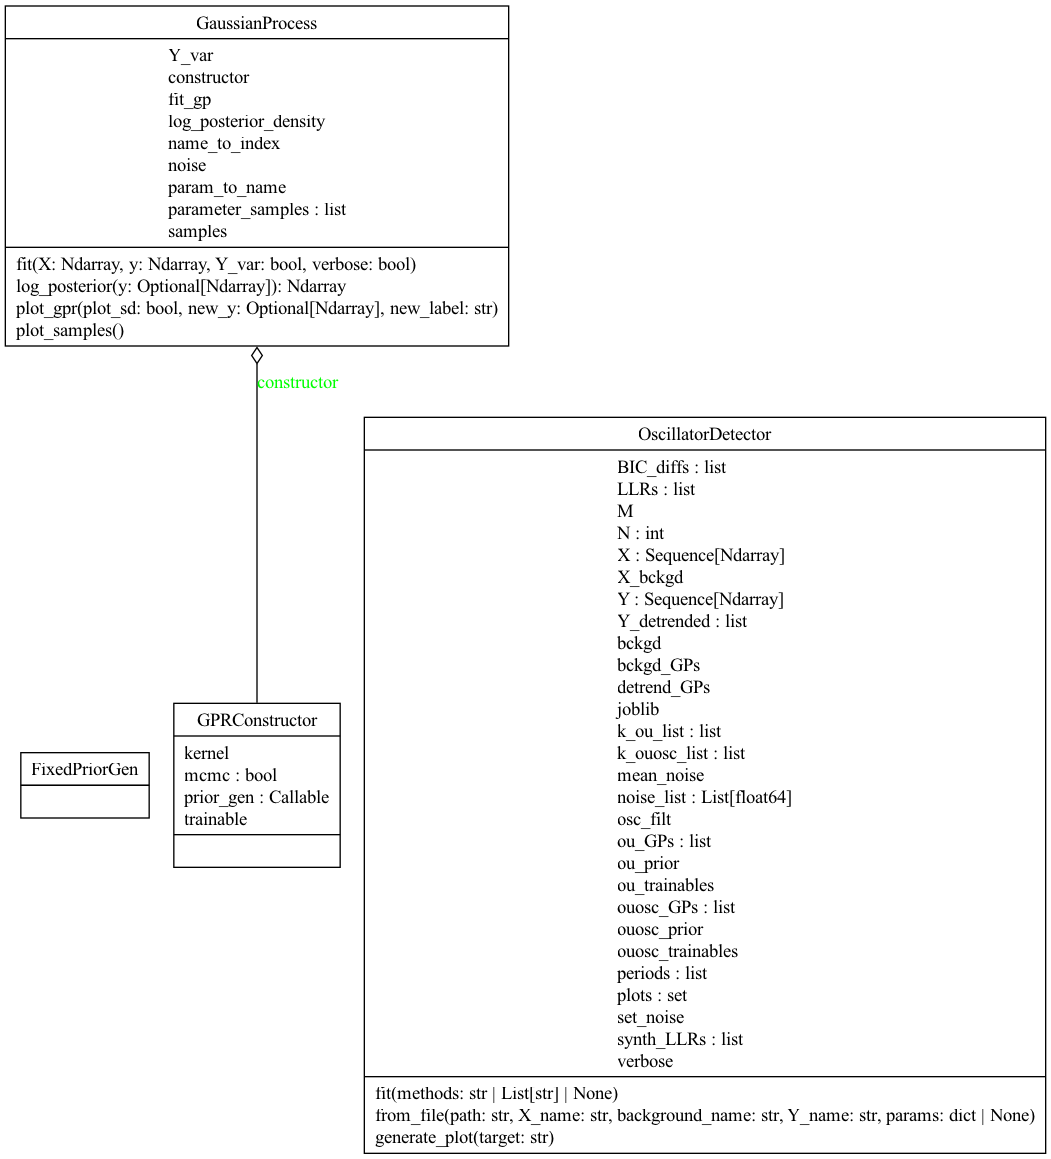 GaussianProcess
Y_var
constructor
fit_gp
log_posterior_density
name_to_index
noise
param_to_name
parameter_samples : list
samples
fit(X: Ndarray, y: Ndarray, Y_var: bool, verbose: bool)
log_posterior(y: Optional[Ndarray]): Ndarray
plot_gpr(plot_sd: bool, new_y: Optional[Ndarray], new_label: str)
plot_samples()
constructor
FixedPriorGen
GPRConstructor
kernel
mcmc : bool
prior_gen : Callable
trainable
OscillatorDetector
BIC_diffs : list
LLRs : list
M
N : int
X : Sequence[Ndarray]
X_bckgd
Y : Sequence[Ndarray]
Y_detrended : list
bckgd
bckgd_GPs
detrend_GPs
joblib
k_ou_list : list
k_ouosc_list : list
mean_noise
noise_list : List[float64]
osc_filt
ou_GPs : list
ou_prior
ou_trainables
ouosc_GPs : list
ouosc_prior
ouosc_trainables
periods : list
plots : set
set_noise
synth_LLRs : list
verbose
fit(methods: str | List[str] | None)
from_file(path: str, X_name: str, background_name: str, Y_name: str, params: dict | None)
generate_plot(target: str)